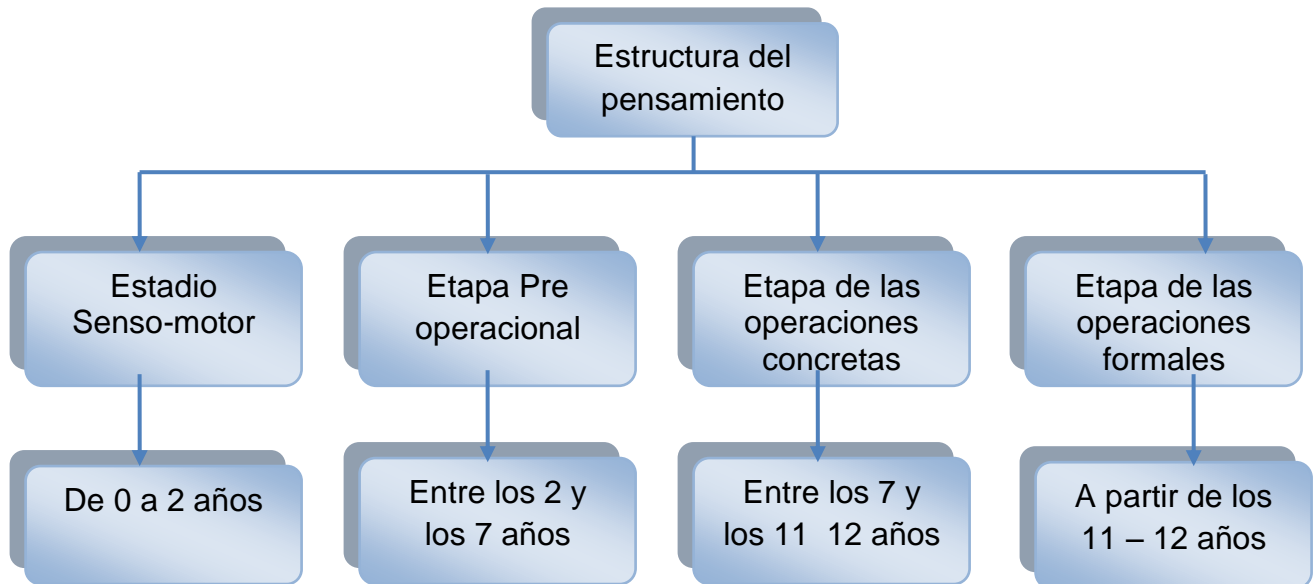 Estructura del
pensamiento
Estadio
Senso-motor
Etapa Pre
operacional
Etapa de las
operaciones
concretas
Etapa de las
operaciones
formales
De 0 a 2 años
Entre los 2 y
los 7 años
Entre los 7 y
los 11  12 años
A partir de los
11 – 12 años